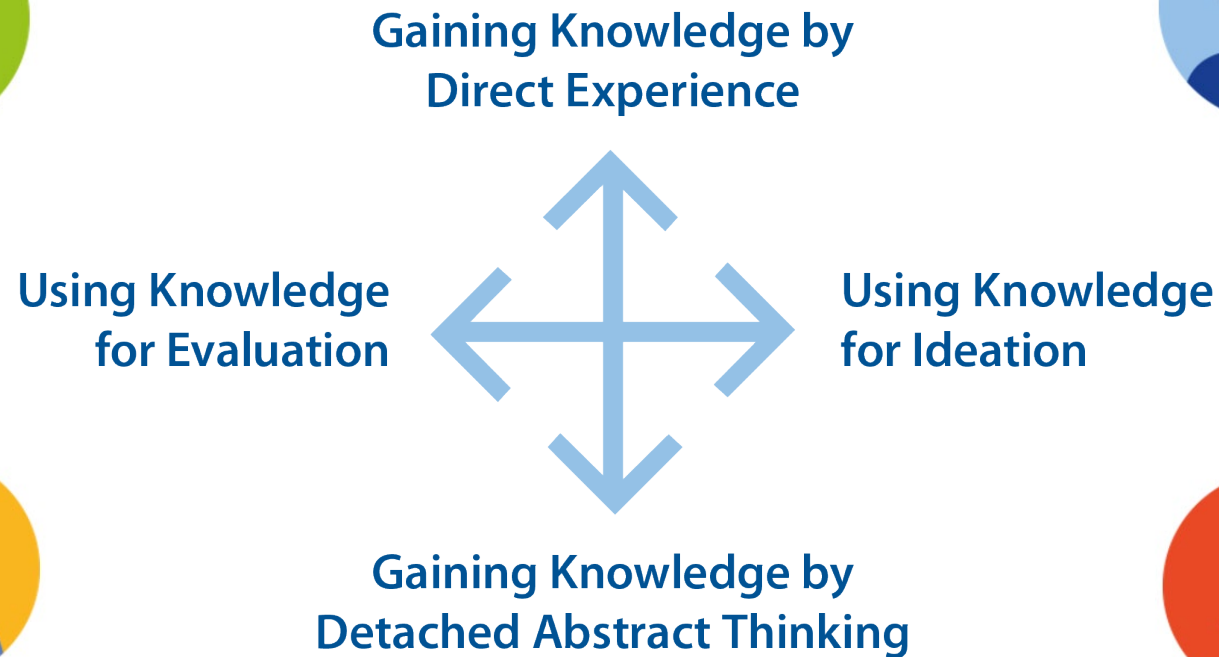 Gaining Knowledge by
Direct Experience
Using Knowledge
for Evaluation
Using Knowledge
for Ideation
Gaining Knowledge by
Detached Abstract Thinking